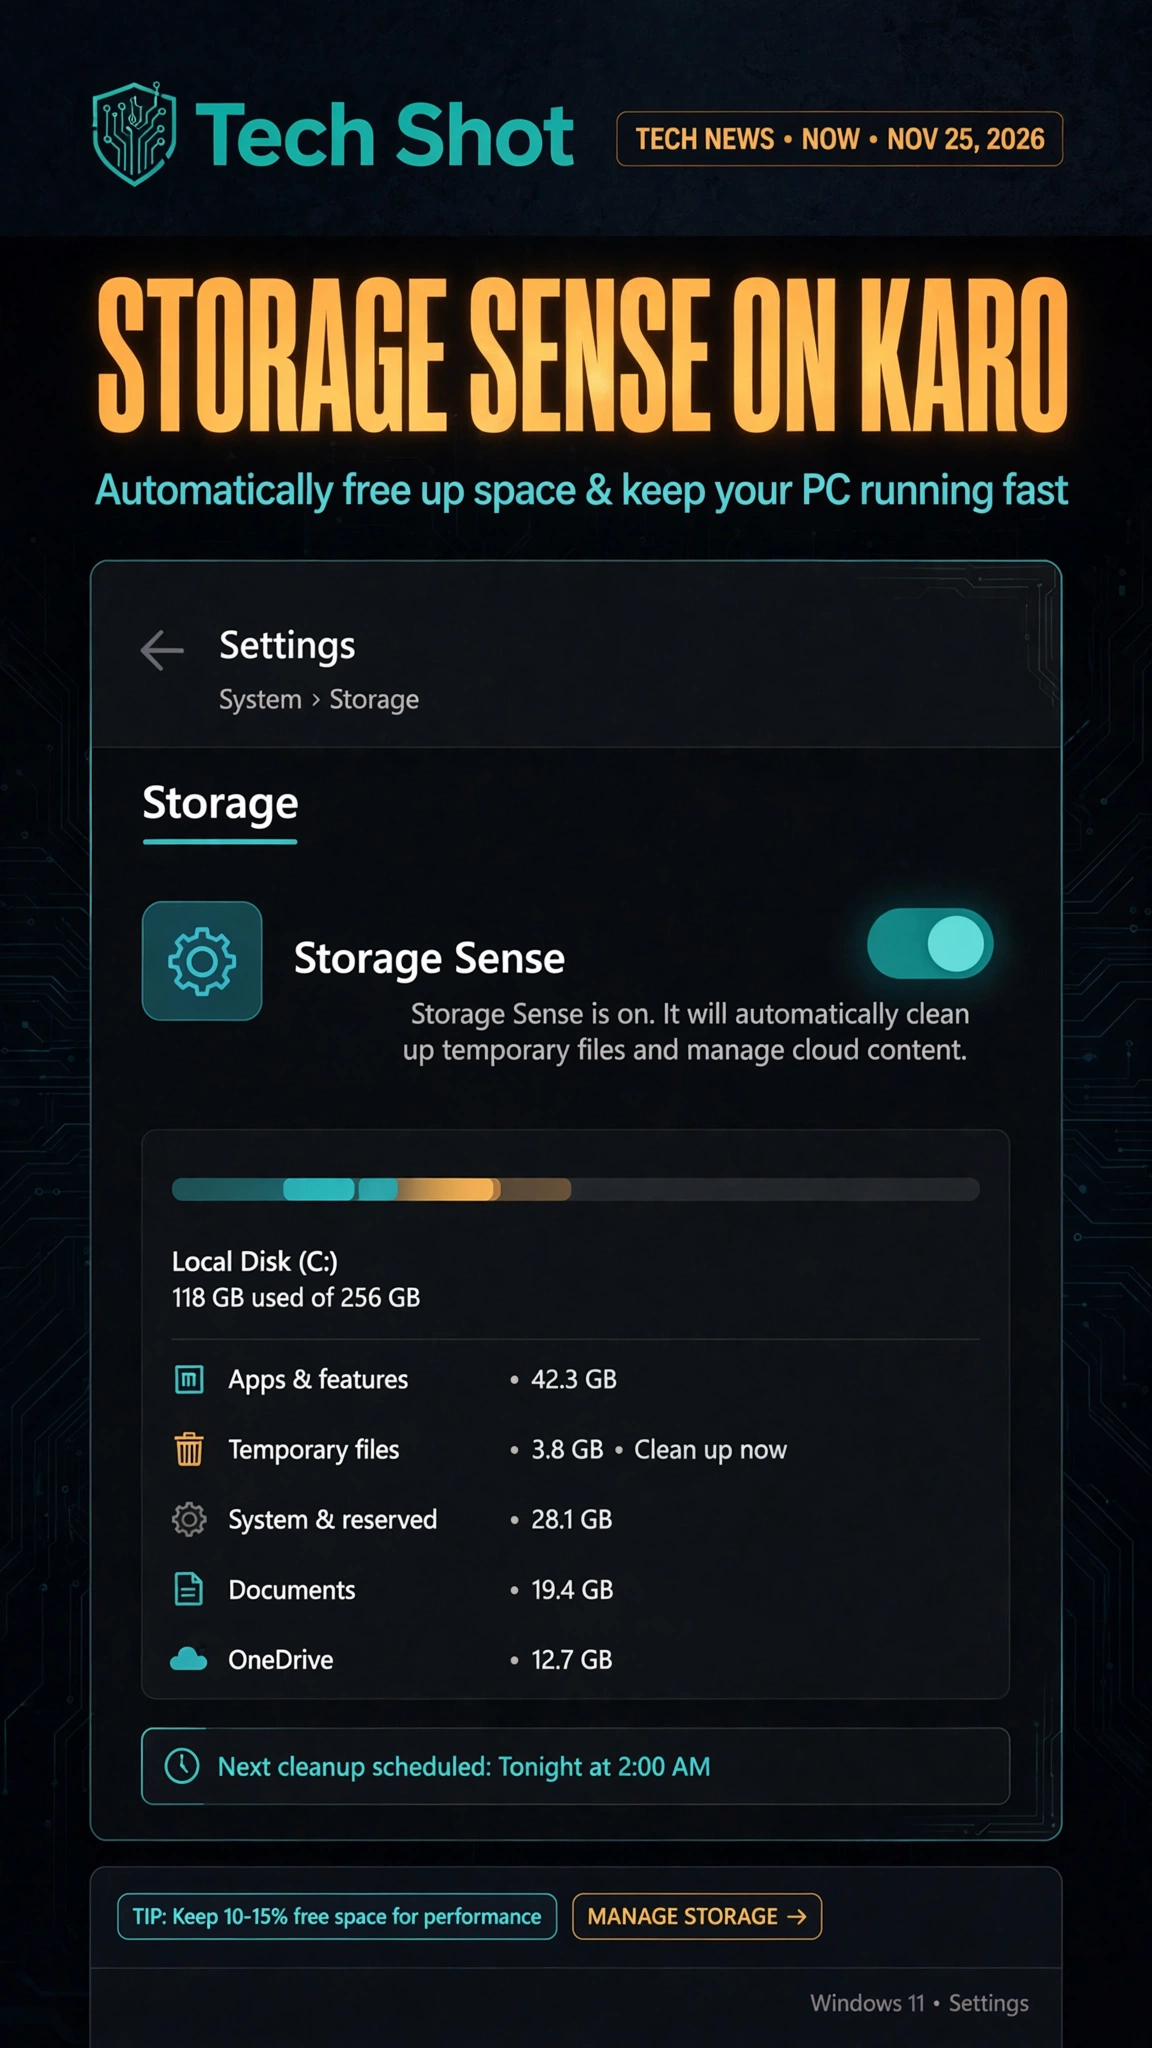 Tech Shot
TECH NEWS • NOW • NOV 25, 2026
STORAGE SENSE ON KARO
Automatically free up space & keep your PC running fast
Settings
System › Storage
Storage
Storage Sense
Storage Sense is on. It will automatically clean
up temporary files and manage cloud content.
Local Disk (C:)
118 GB used of 256 GB
Apps & features • 42.3 GB
Temporary files • 3.8 GB • Clean up now
System & reserved • 28.1 GB
Documents • 19.4 GB
OneDrive • 12.7 GB
Next cleanup scheduled: Tonight at 2:00 AM
TIP: Keep 10-15% free space for performance
MANAGE STORAGE →
Windows 11 • Settings